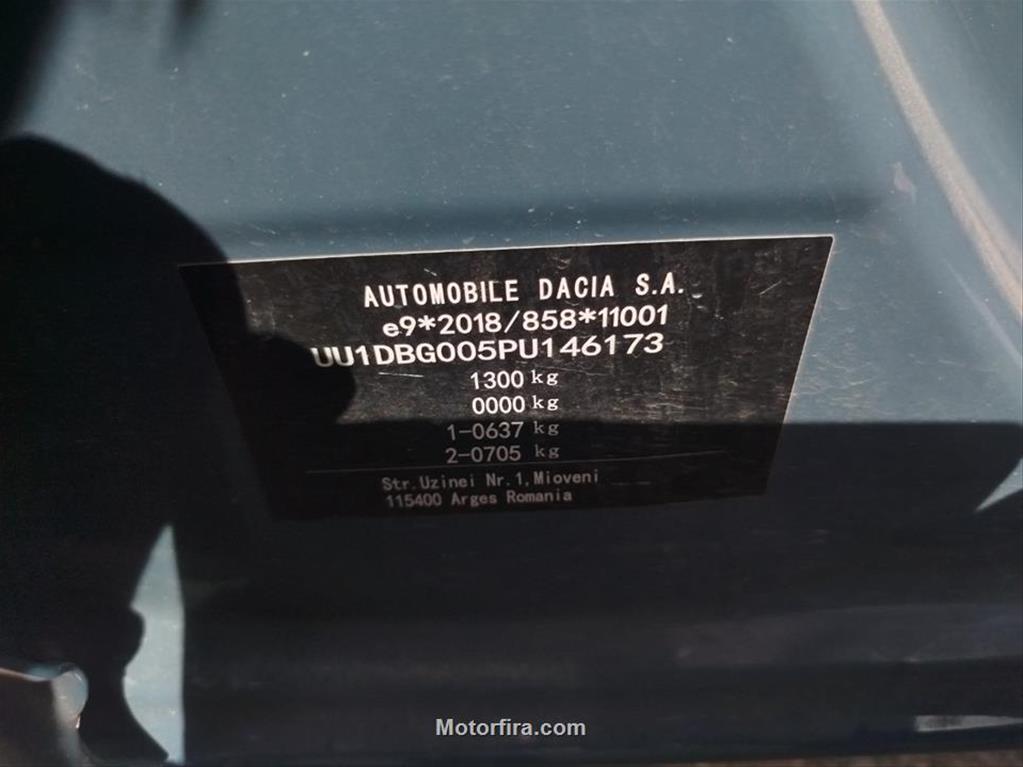 AUTOMOBILE DACIA S.A.
e9*2018/858*11001
UU1DBG005PU146173
1300 kg
0000 kg
1-0637 kg
2-0705 kg
Str.Uzinei Nr.1,Mioveni
115400 Arges Romania
Motorfira.com